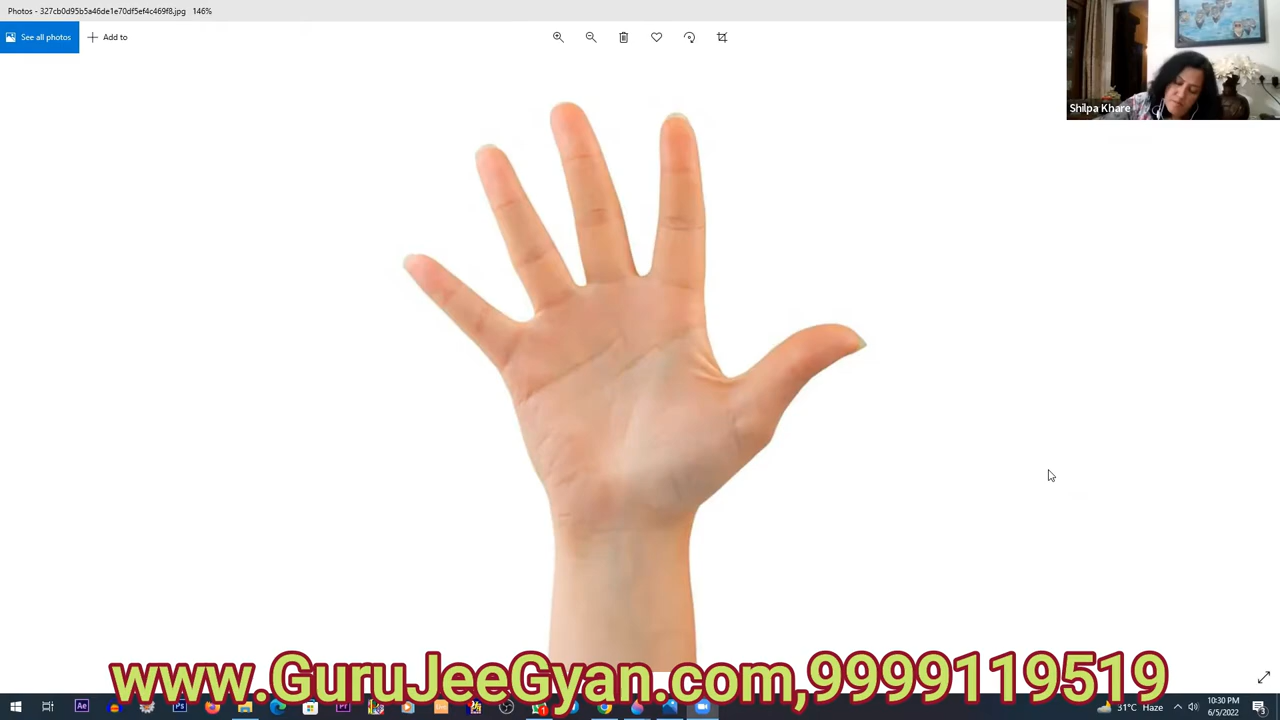 Photos - 327cb0d95b5a46de1e70df5ef4c469f8.jpg 146%
See all photos
Add to
Shilpa Khare
www.GuruJeeGyan.com,9999119519
31°C Haze
10:30 PM
6/5/2022